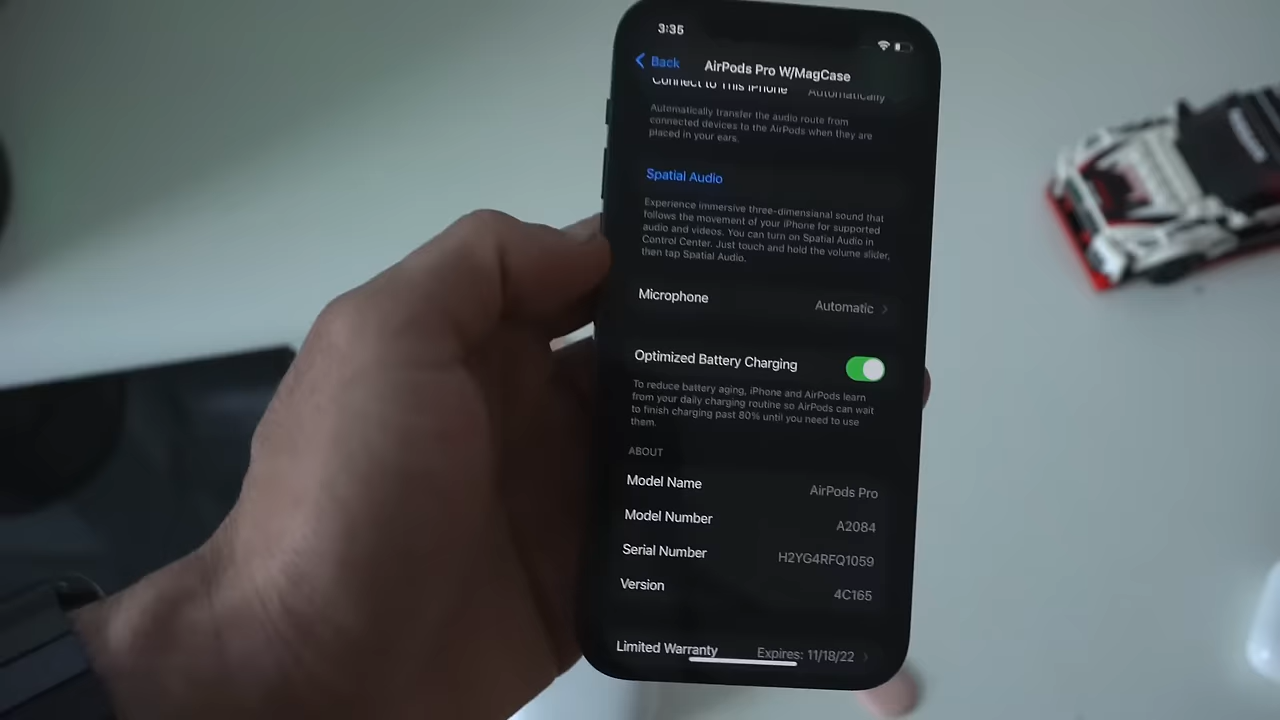 3:35
Back
AirPods Pro W/MagCase
Connect to This iPhone
Automatically
Automatically transfer the audio route from
connected devices to the AirPods when they are
placed in your ears.
Spatial Audio
Experience immersive three-dimensianal sound that
follows the movement of your iPhone for supported
audio and videos. You can turn on Spatial Audio in
Control Center. Just touch and hold the volume slider,
then tap Spatial Audio.
Microphone
Automatic
Optimized Battery Charging
To reduce battery aging, iPhone and AirPods learn
from your daily charging routine so AirPods can wait
to finish charging past 80% until you need to use
them.
ABOUT
Model Name
AirPods Pro
Model Number
A2084
Serial Number
H2YG4RFQ1059
Version
4C165
Limited Warranty
Expires: 11/18/22